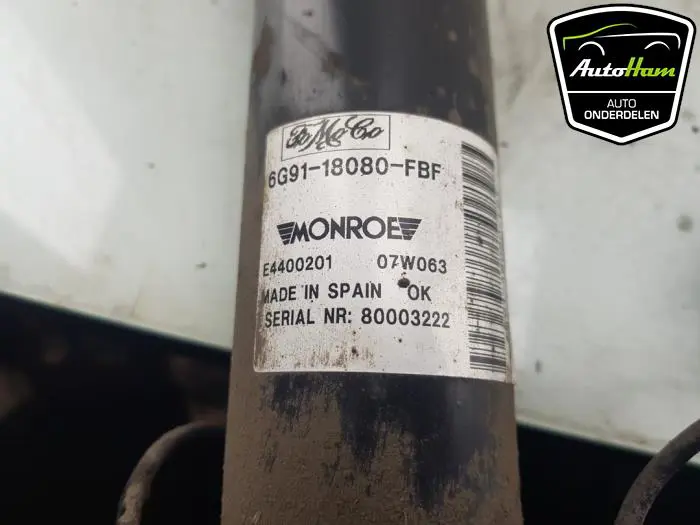 AutoHam
AUTO
ONDERDELEN
FoMoCo
6G91-18080-FBF
MONROE
E4400201 07W063
MADE IN SPAIN OK
SERIAL NR: 80003222